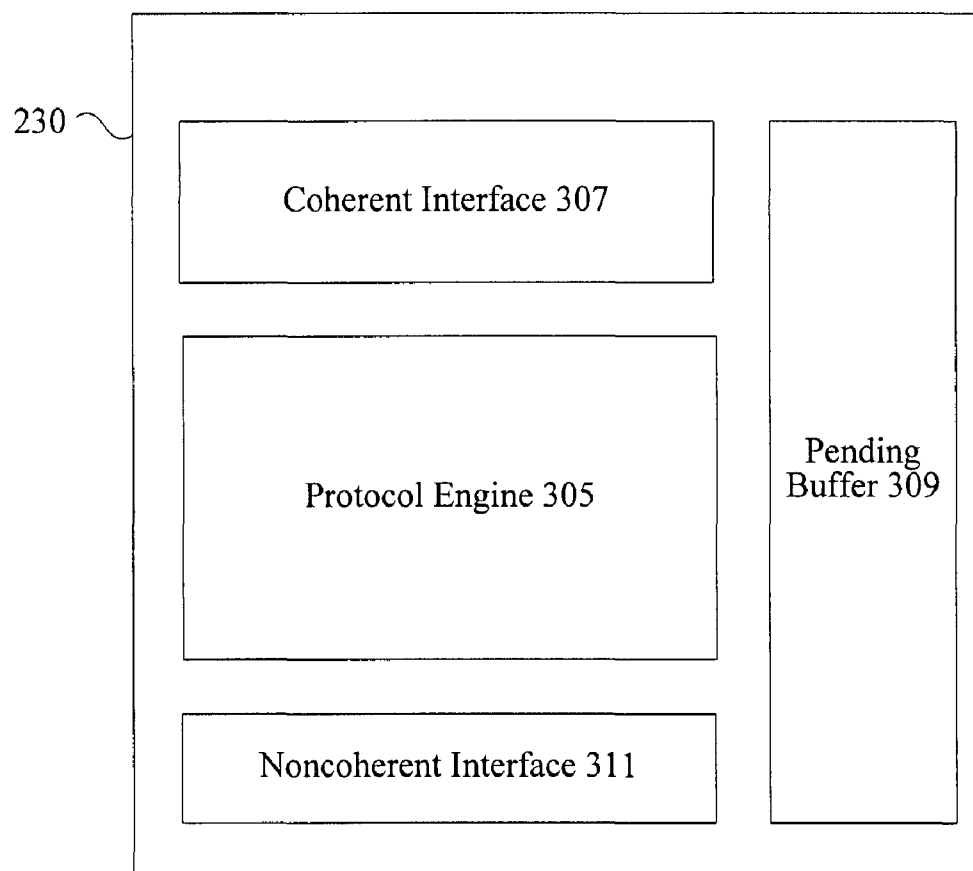 230
Coherent Interface 307
Protocol Engine 305
Pending
Buffer 309
Noncoherent Interface 311